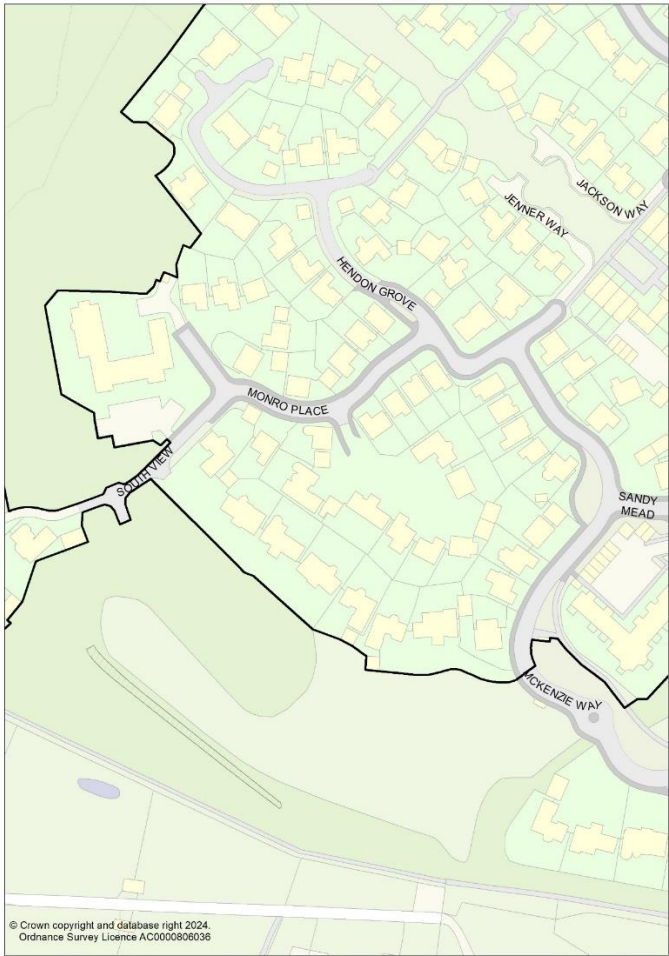 JACKSON WAY
JENNER WAY
HENDON GROVE
MONRO PLACE
SOUTH VIEW
SANDY
MEAD
MCKENZIE WAY
© Crown copyright and database right 2024.
Ordnance Survey Licence AC0000806036